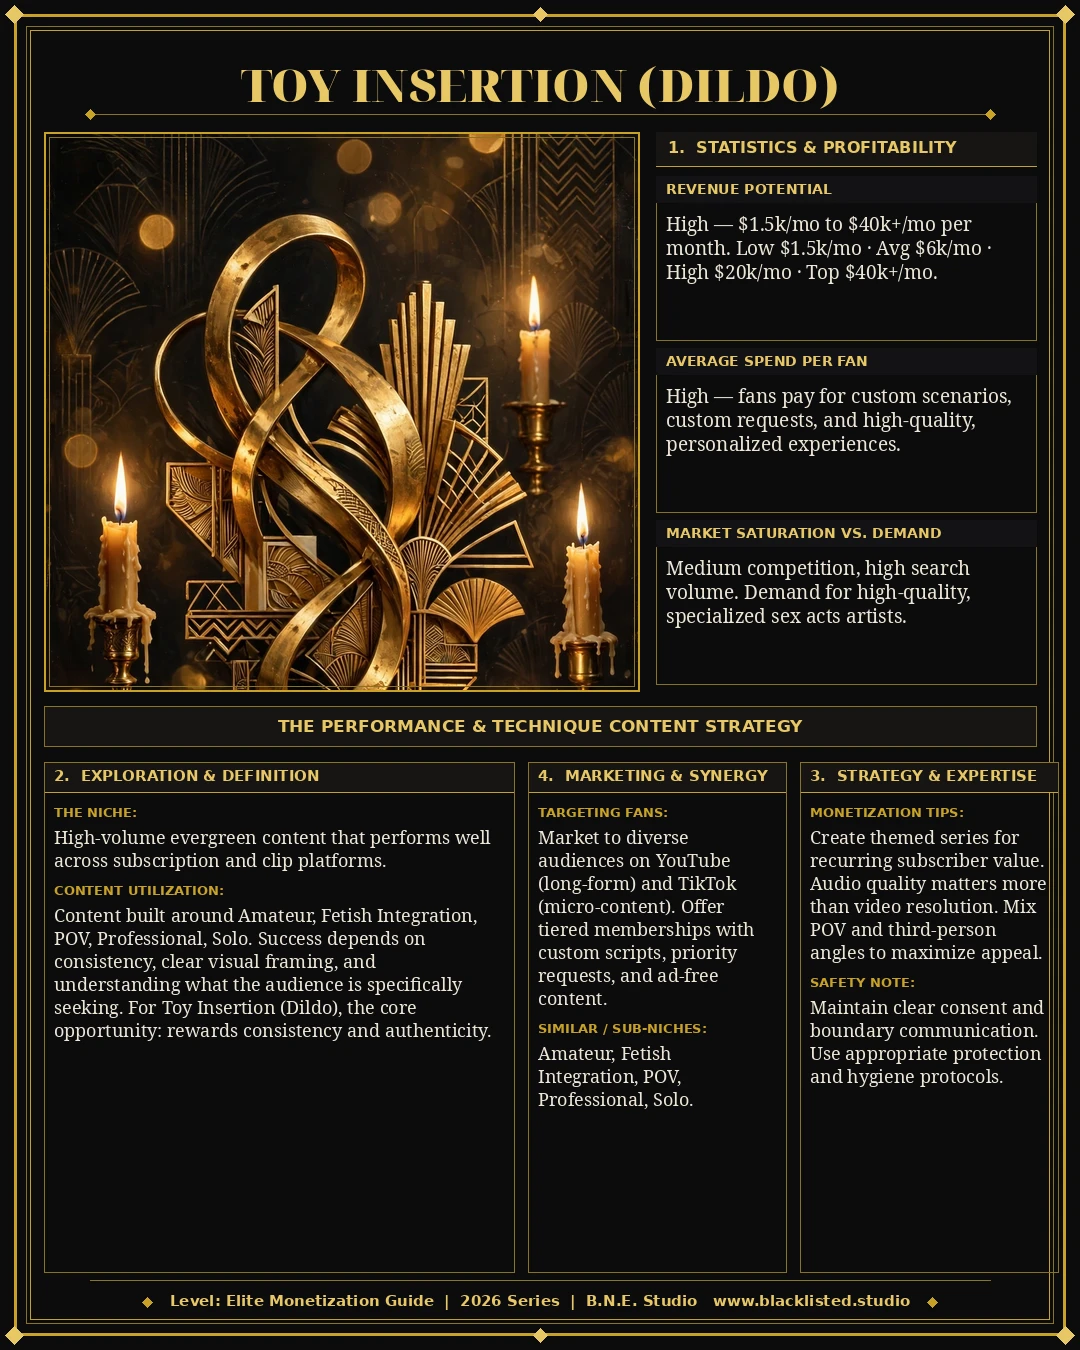 TOY INSERTION (DILDO)
1. STATISTICS & PROFITABILITY
REVENUE POTENTIAL
High — $1.5k/mo to $40k+/mo per
month. Low $1.5k/mo · Avg $6k/mo ·
High $20k/mo · Top $40k+/mo.
AVERAGE SPEND PER FAN
High — fans pay for custom scenarios,
custom requests, and high-quality,
personalized experiences.
MARKET SATURATION VS. DEMAND
Medium competition, high search
volume. Demand for high-quality,
specialized sex acts artists.
THE PERFORMANCE & TECHNIQUE CONTENT STRATEGY
2. EXPLORATION & DEFINITION
THE NICHE:
High-volume evergreen content that performs well
across subscription and clip platforms.
CONTENT UTILIZATION:
Content built around Amateur, Fetish Integration,
POV, Professional, Solo. Success depends on
consistency, clear visual framing, and
understanding what the audience is specifically
seeking. For Toy Insertion (Dildo), the core
opportunity: rewards consistency and authenticity.
4. MARKETING & SYNERGY
TARGETING FANS:
Market to diverse
audiences on YouTube
(long-form) and TikTok
(micro-content). Offer
tiered memberships with
custom scripts, priority
requests, and ad-free
content.
SIMILAR / SUB-NICHES:
Amateur, Fetish
Integration, POV,
Professional, Solo.
3. STRATEGY & EXPERTISE
MONETIZATION TIPS:
Create themed series for
recurring subscriber value.
Audio quality matters more
than video resolution. Mix
POV and third-person
angles to maximize appeal.
SAFETY NOTE:
Maintain clear consent and
boundary communication.
Use appropriate protection
and hygiene protocols.
Level: Elite Monetization Guide | 2026 Series | B.N.E. Studio www.blacklisted.studio